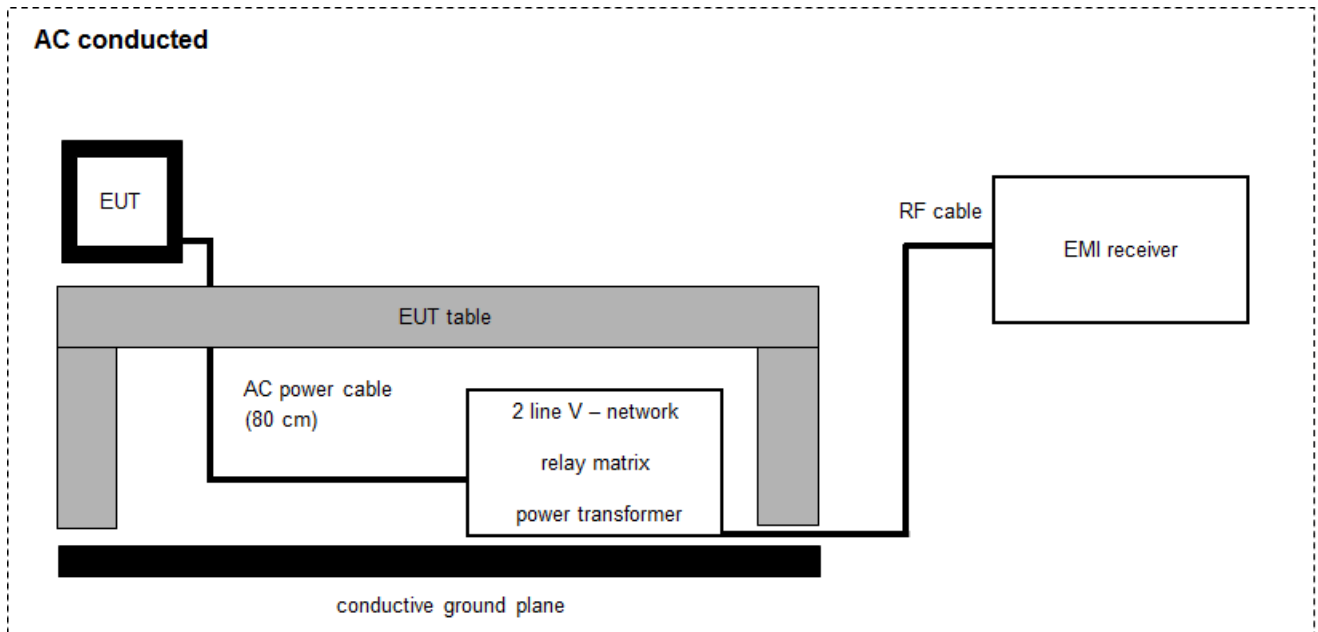 AC conducted
EUT
RF cable
EMI receiver
EUT table
AC power cable
(80 cm)
2 line V – network
relay matrix
power transformer
conductive ground plane